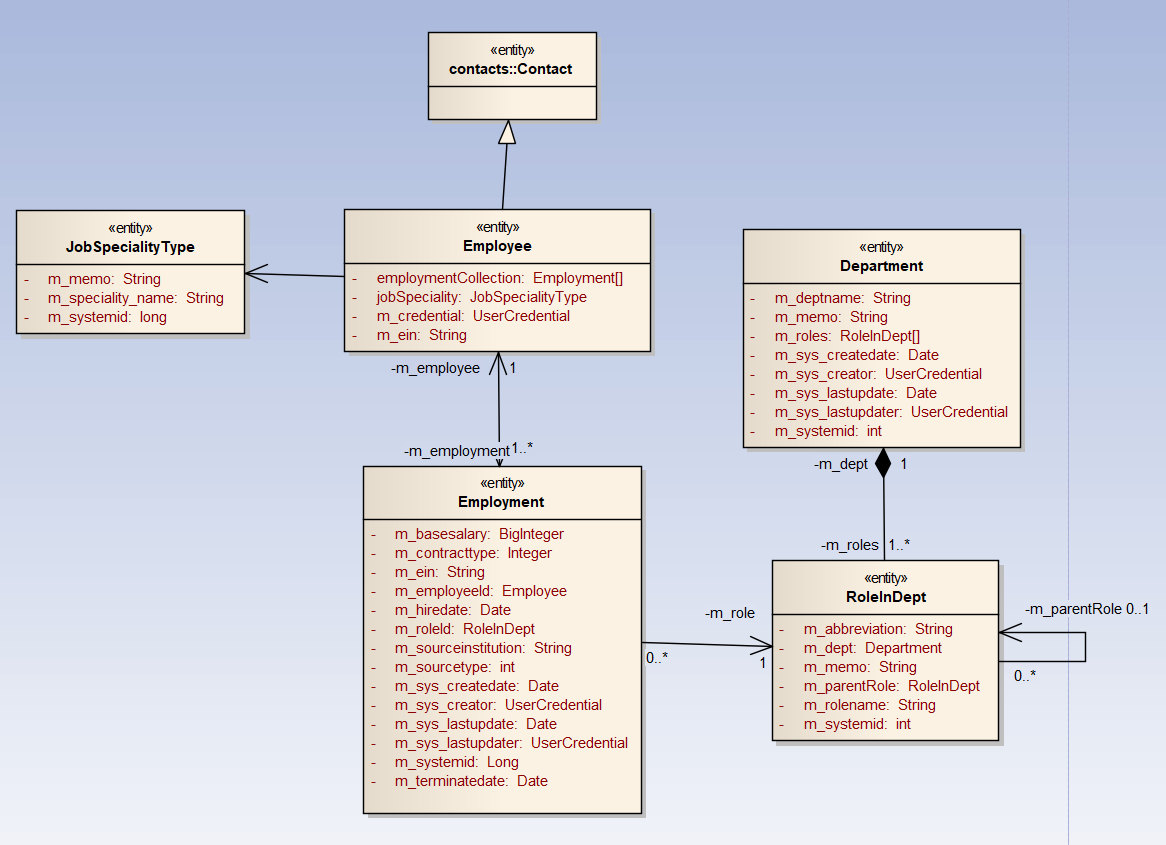 «entity»
contacts::Contact
«entity»
JobSpecialityType
- m_memo: String
- m_speciality_name: String
- m_systemid: long
«entity»
Employee
- employmentCollection: Employment[]
- jobSpeciality: JobSpecialityType
- m_credential: UserCredential
- m_ein: String
«entity»
Department
- m_deptname: String
- m_memo: String
- m_roles: RoleInDept[]
- m_sys_createdate: Date
- m_sys_creator: UserCredential
- m_sys_lastupdate: Date
- m_sys_lastupdater: UserCredential
- m_systemid: int
-m_employee 1
-m_employment 1..*
-m_dept 1
-m_roles 1..*
«entity»
Employment
- m_basesalary: BigInteger
- m_contracttype: Integer
- m_ein: String
- m_employeeId: Employee
- m_hiredate: Date
- m_roleId: RoleInDept
- m_sourceinstitution: String
- m_sourcetype: int
- m_sys_createdate: Date
- m_sys_creator: UserCredential
- m_sys_lastupdate: Date
- m_sys_lastupdater: UserCredential
- m_systemid: Long
- m_terminatedate: Date
-m_role
0..*
1
«entity»
RoleInDept
- m_abbreviation: String
- m_dept: Department
- m_memo: String
- m_parentRole: RoleInDept
- m_rolename: String
- m_systemid: int
-m_parentRole 0..1
0..*